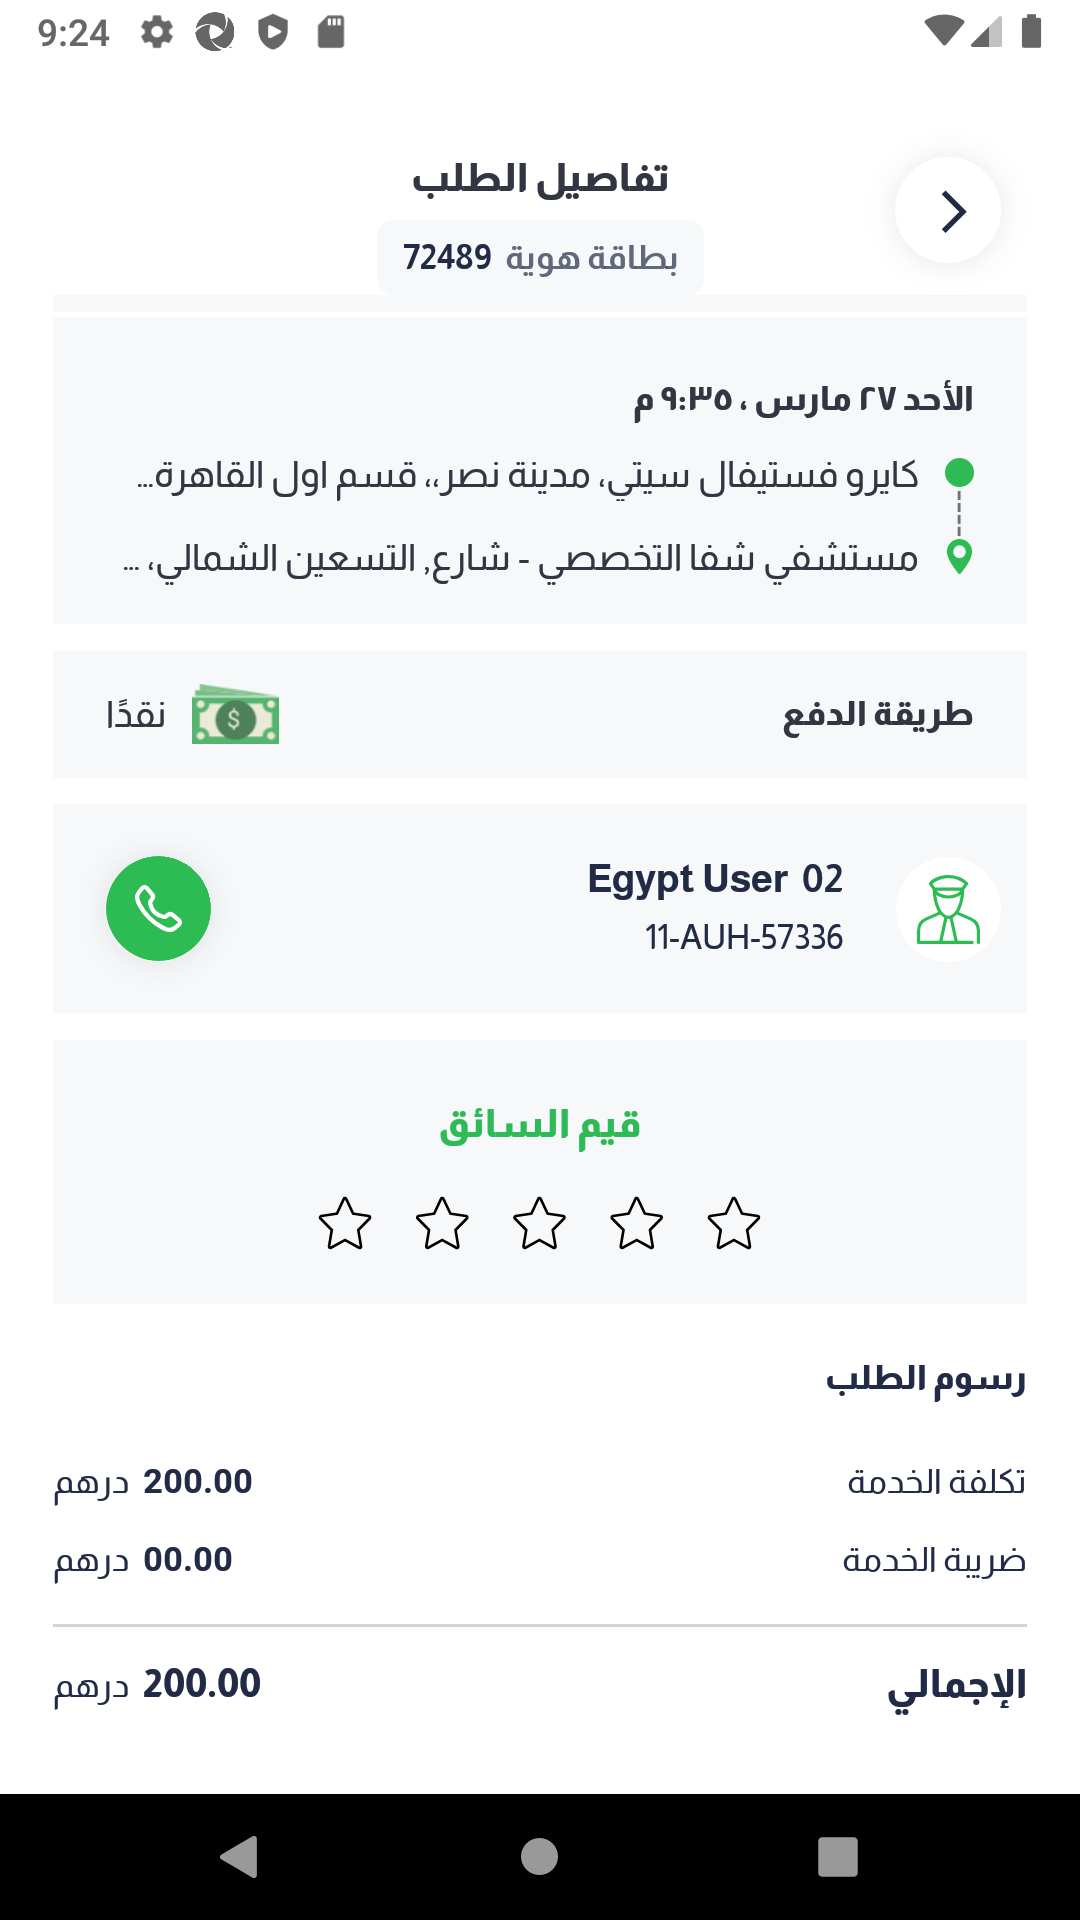 9:24
تفاصيل الطلب
بطاقة هوية 72489
الأحد ٢٧ مارس ، ٩:٣٥ م
كايرو فستيفال سيتي، مدينة نصر،، قسم اول القاهرة...
مستشفي شفا التخصصي - شارع, التسعين الشمالي، ...
طريقة الدفع
نقدًا
Egypt User 02
11-AUH-57336
قيم السائق
رسوم الطلب
تكلفة الخدمة
200.00 درهم
ضريبة الخدمة
00.00 درهم
الإجمالي
200.00 درهم